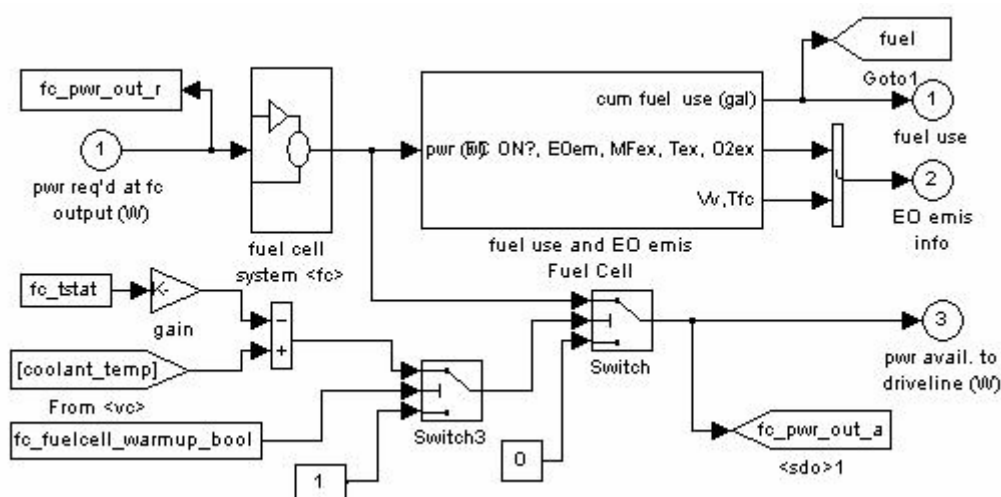 fuel
fc_pwr_out_r
Goto1
cum fuel use (gal)
1
1
fuel use
pwr ( FC ON?, EOem, MFex, Tex, O2ex
pwr req'd at fc
output (W)
2
Vv,Tfc
EO emis
info
fuel cell
system <fc>
fuel use and EO emis
Fuel Cell
fc_tstat
K-
gain
−
+
3
[coolant_temp]
Switch
pwr avail. to
driveline (W)
From <vc>
fc_fuelcell_warmup_bool
Switch3
fc_pwr_out_a
0
1
<sdo>1